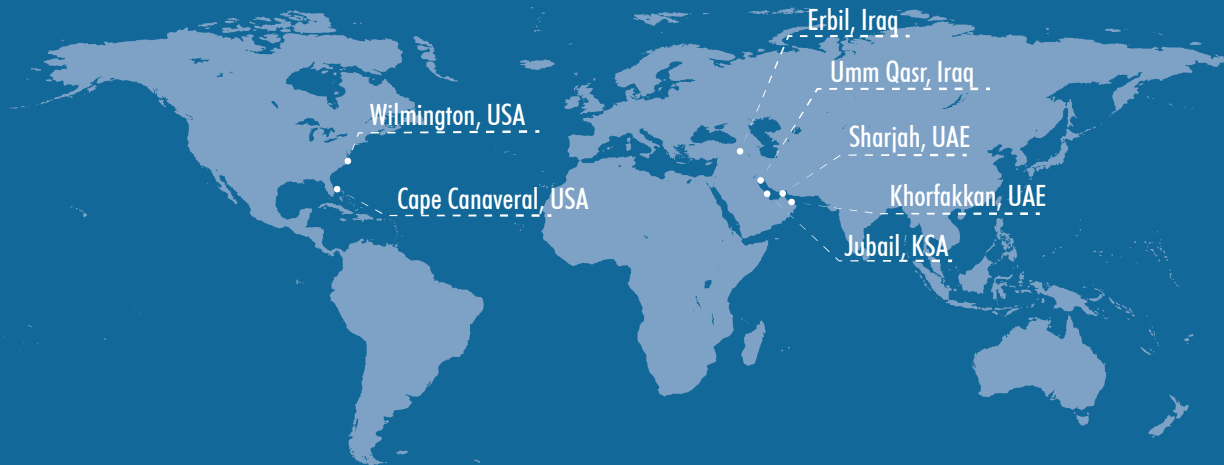 Erbil, Iraq
Umm Qasr, Iraq
Wilmington, USA
Sharjah, UAE
Cape Canaveral, USA
Khorfakkan, UAE
Jubail, KSA